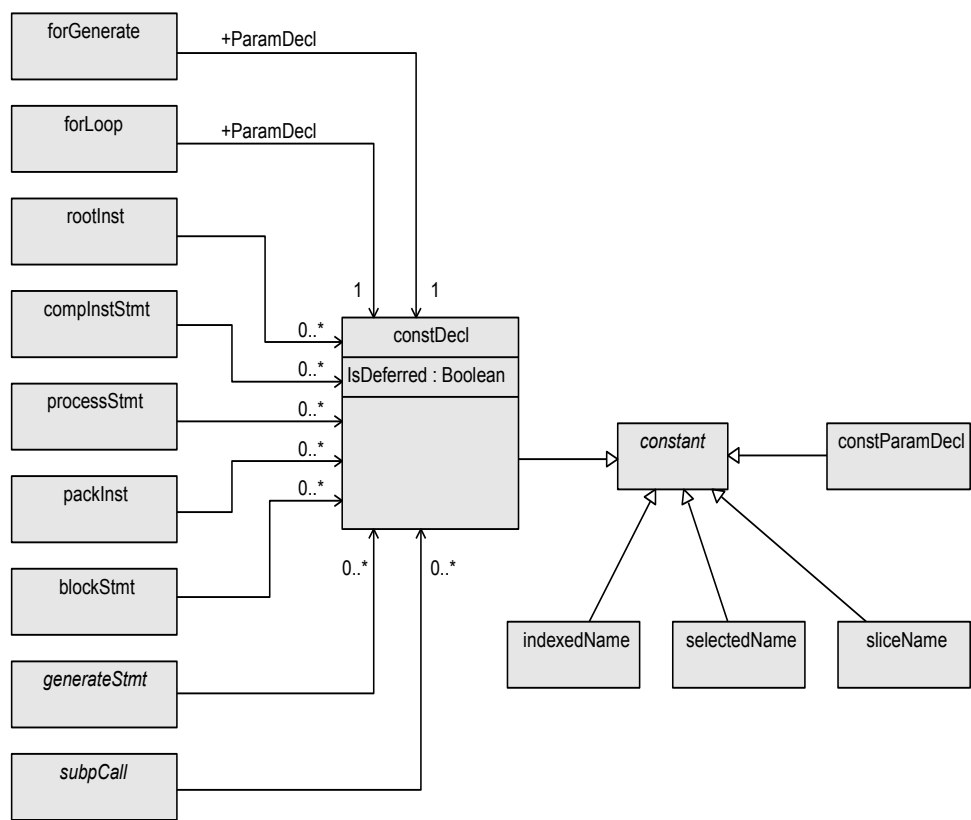 forGenerate
+ParamDecl
forLoop
+ParamDecl
rootInst
compInstStmt
1
1
0..*
constDecl
0..*
IsDeferred : Boolean
processStmt
0..*
constant
constParamDecl
0..*
packInst
0..*
blockStmt
0..*
0..*
indexedName
selectedName
sliceName
generateStmt
subpCall